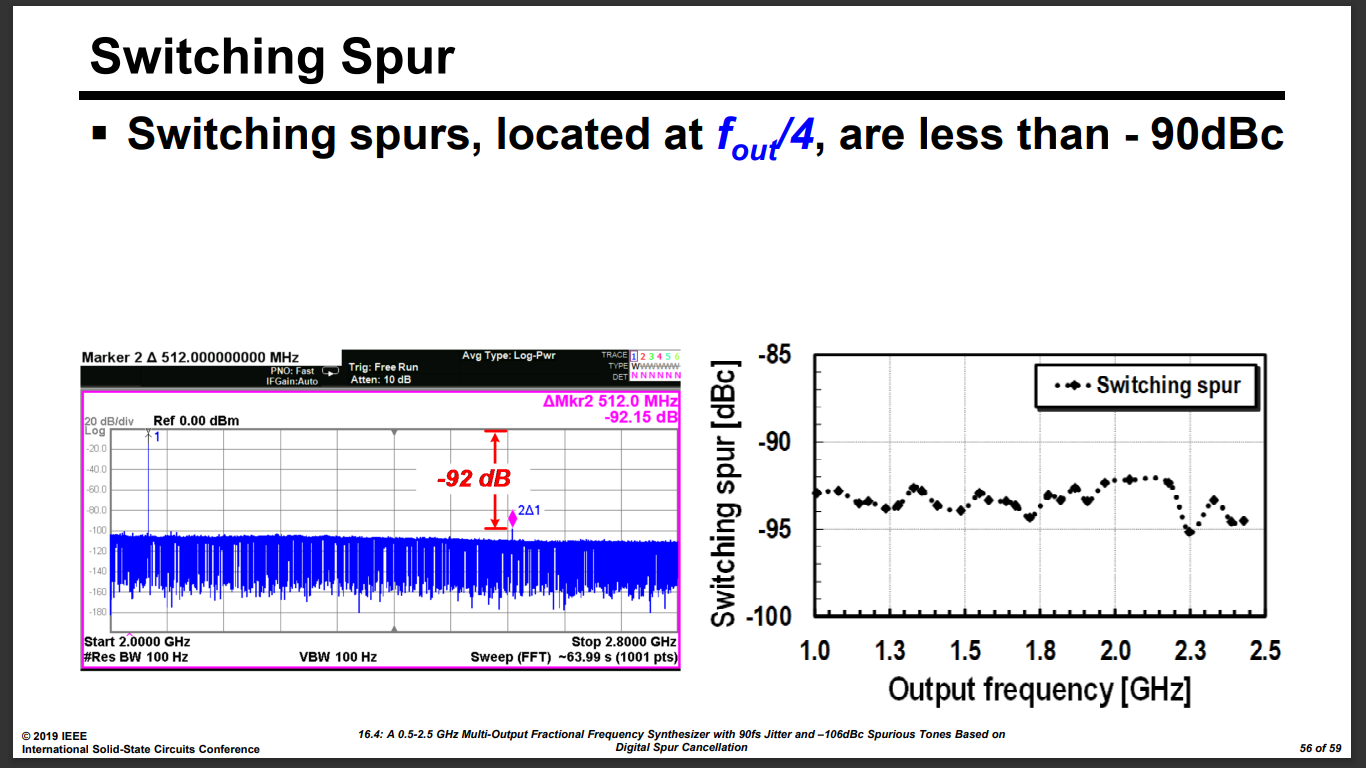 Switching Spur
▪ Switching spurs, located at fout/4, are less than - 90dBc
Marker 2 Δ 512.000000000 MHz
PNO: Fast
IFGain:Auto
Trig: Free Run
Atten: 10 dB
Avg Type: Log-Pwr
TRACE 1 2 3 4 5 6
TYPE WWWWWW
DET N N N N N N
ΔMkr2 512.0 MHz
-92.15 dB
20 dB/div
Log
Ref 0.00 dBm
1
-20.0
-40.0
-60.0
-80.0
-100
-120
-140
-160
-180
-92 dB
2Δ1
Start 2.0000 GHz
Stop 2.8000 GHz
#Res BW 100 Hz
VBW 100 Hz
Sweep (FFT) ~63.99 s (1001 pts)
Switching spur [dBc]
-85
-90
-95
-100
Switching spur
1.0 1.3 1.5 1.8 2.0 2.3 2.5
Output frequency [GHz]
© 2019 IEEE
International Solid-State Circuits Conference
16.4: A 0.5-2.5 GHz Multi-Output Fractional Frequency Synthesizer with 90fs Jitter and –106dBc Spurious Tones Based on
Digital Spur Cancellation
56 of 59